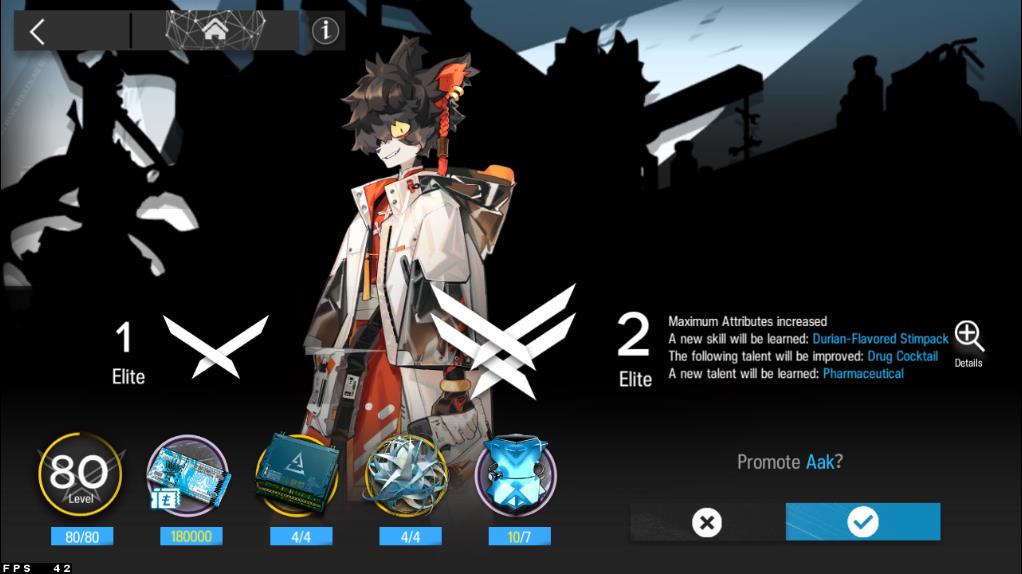 1
Elite
2
Elite
Maximum Attributes increased
A new skill will be learned: Durian-Flavored Stimpack
The following talent will be improved: Drug Cocktail
A new talent will be learned: Pharmaceutical
Details
80
Level
80/80
180000
4/4
4/4
10/7
Promote Aak?
FPS 42